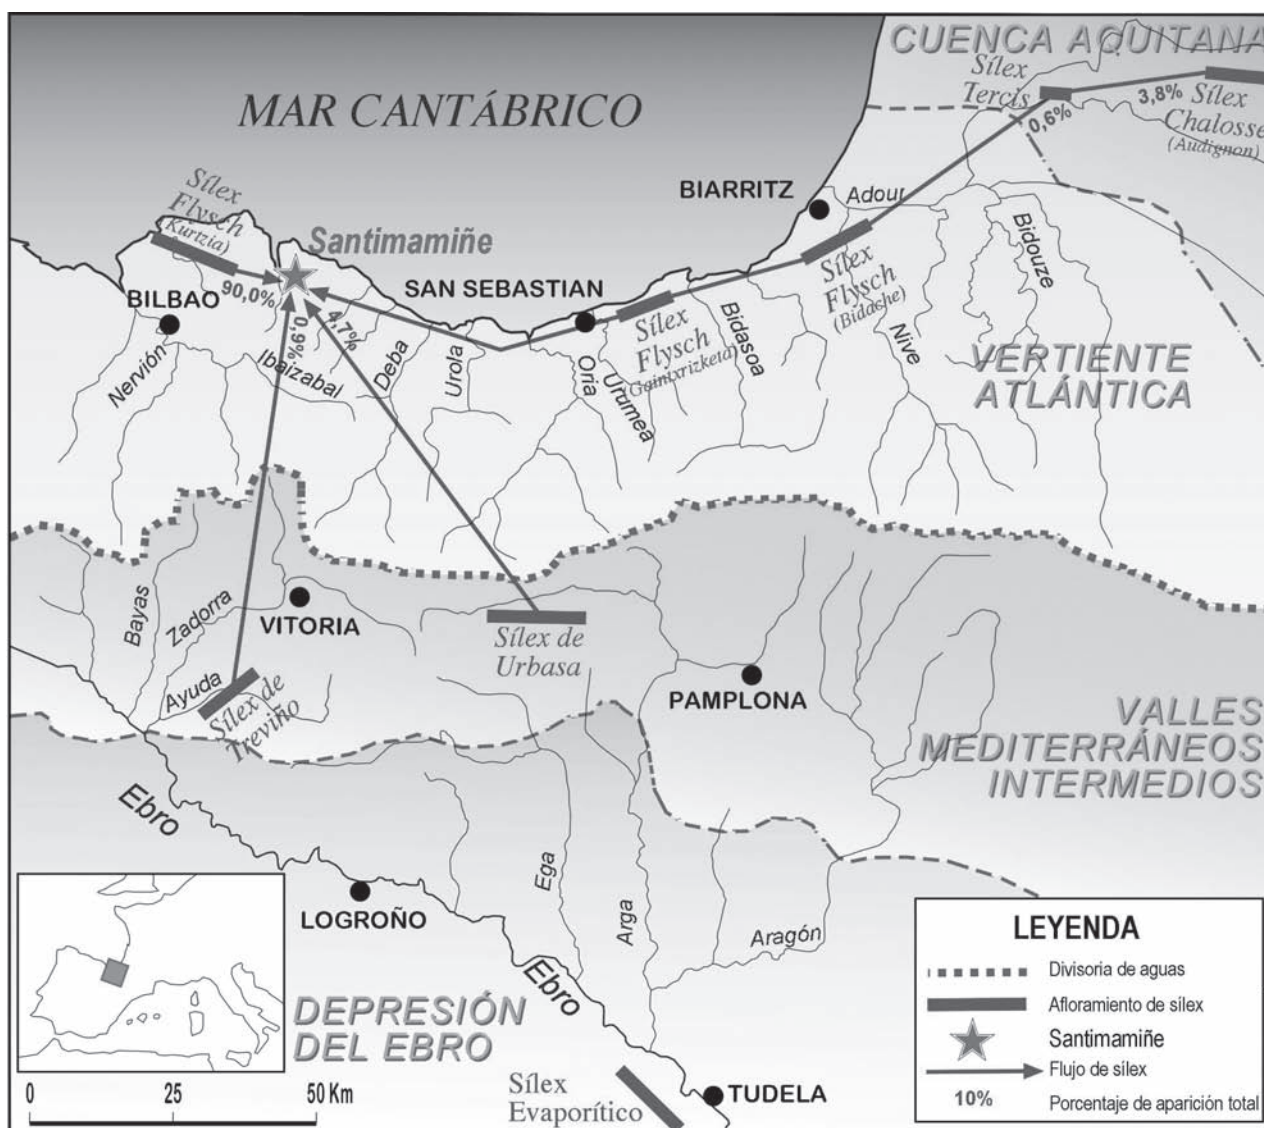 CUENCA AQUITANA
Sílex
Tercis
3,8%
0,6%
Sílex
Chalosse
(Audignon)
MAR CANTÁBRICO
Sílex
Flysch
(Kurtzia)
Santimamiñe
BIARRITZ
Adour
Bidouze
SAN SEBASTIAN
BILBAO
90,0%
0,9%
4,7%
Nervión
Ibaizabal
Deba
Urola
Oria
Urumea
Sílex
Flysch
(Gaintxrizketa)
Bidasoa
Sílex
Flysch
(Bidache)
Nive
VERTIENTE
ATLÁNTICA
Bayas
Zadorra
VITORIA
Ayuda
Sílex de
Treviño
Sílex de
Urbasa
PAMPLONA
VALLES
MEDITERRÁNEOS
INTERMEDIOS
Ebro
LOGROÑO
Ega
Arga
Aragón
Ebro
DEPRESIÓN
DEL EBRO
Sílex
Evaporítico
TUDELA
0 25 50 Km
LEYENDA
Divisoria de aguas
Afloramiento de sílex
Santimamiñe
Flujo de sílex
10% Porcentaje de aparición total